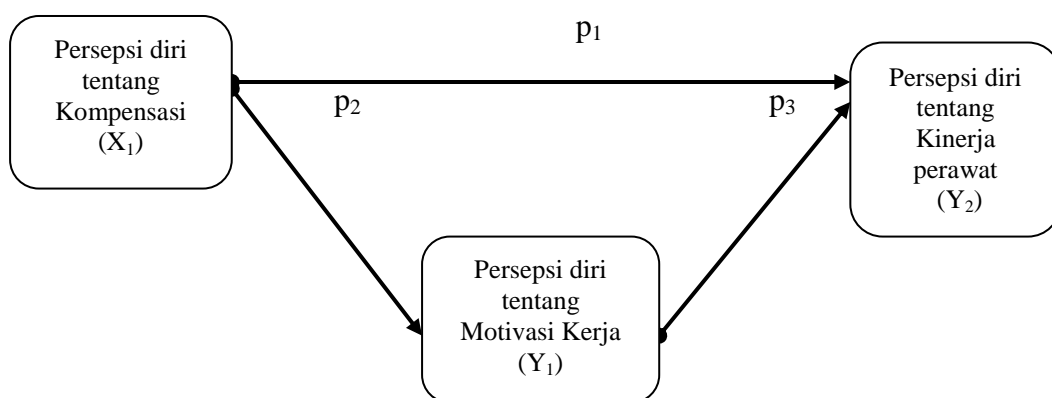 Persepsi diri
tentang
Kompensasi
(X₁)
p₁
p₂
p₃
Persepsi diri
tentang
Kinerja
perawat
(Y₂)
Persepsi diri
tentang
Motivasi Kerja
(Y₁)